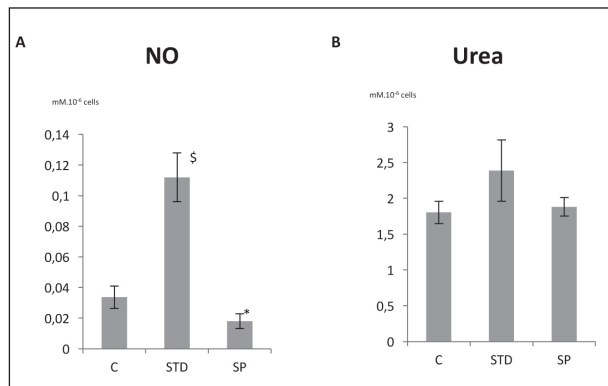 A
NO
mM.10⁻⁶ cells
0,14
0,12
0,1
0,08
0,06
0,04
0,02
0
$
*
C STD SP
B
Urea
mM.10⁻⁶ cells
3
2,5
2
1,5
1
0,5
0
C STD SP